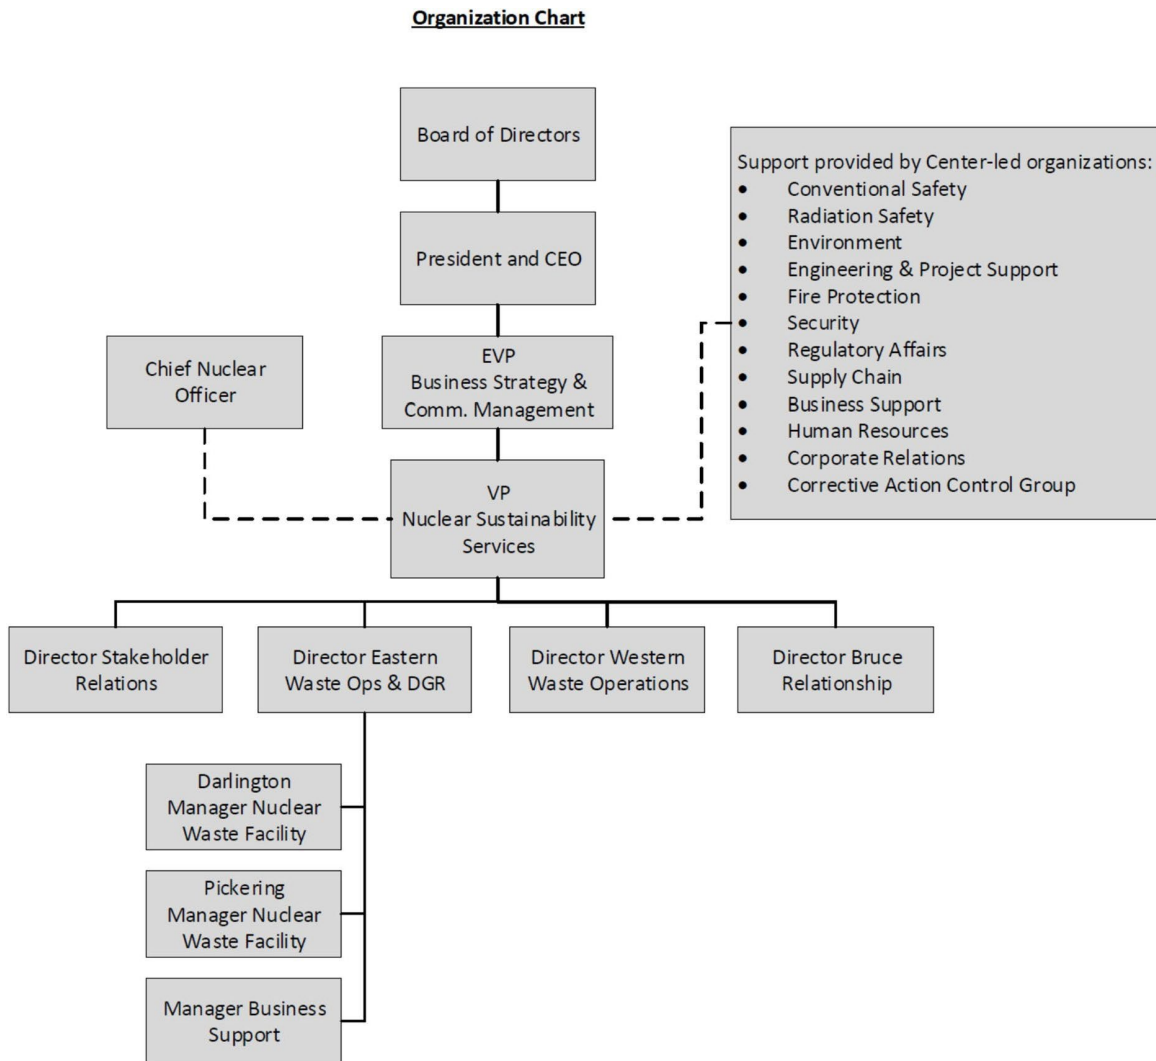 Organization Chart
Board of Directors
President and CEO
EVP
Business Strategy &
Comm. Management
Chief Nuclear
Officer
VP
Nuclear Sustainability
Services
Support provided by Center-led organizations:
• Conventional Safety
• Radiation Safety
• Environment
• Engineering & Project Support
• Fire Protection
• Security
• Regulatory Affairs
• Supply Chain
• Business Support
• Human Resources
• Corporate Relations
• Corrective Action Control Group
Director Stakeholder
Relations
Director Eastern
Waste Ops & DGR
Director Western
Waste Operations
Director Bruce
Relationship
Darlington
Manager Nuclear
Waste Facility
Pickering
Manager Nuclear
Waste Facility
Manager Business
Support